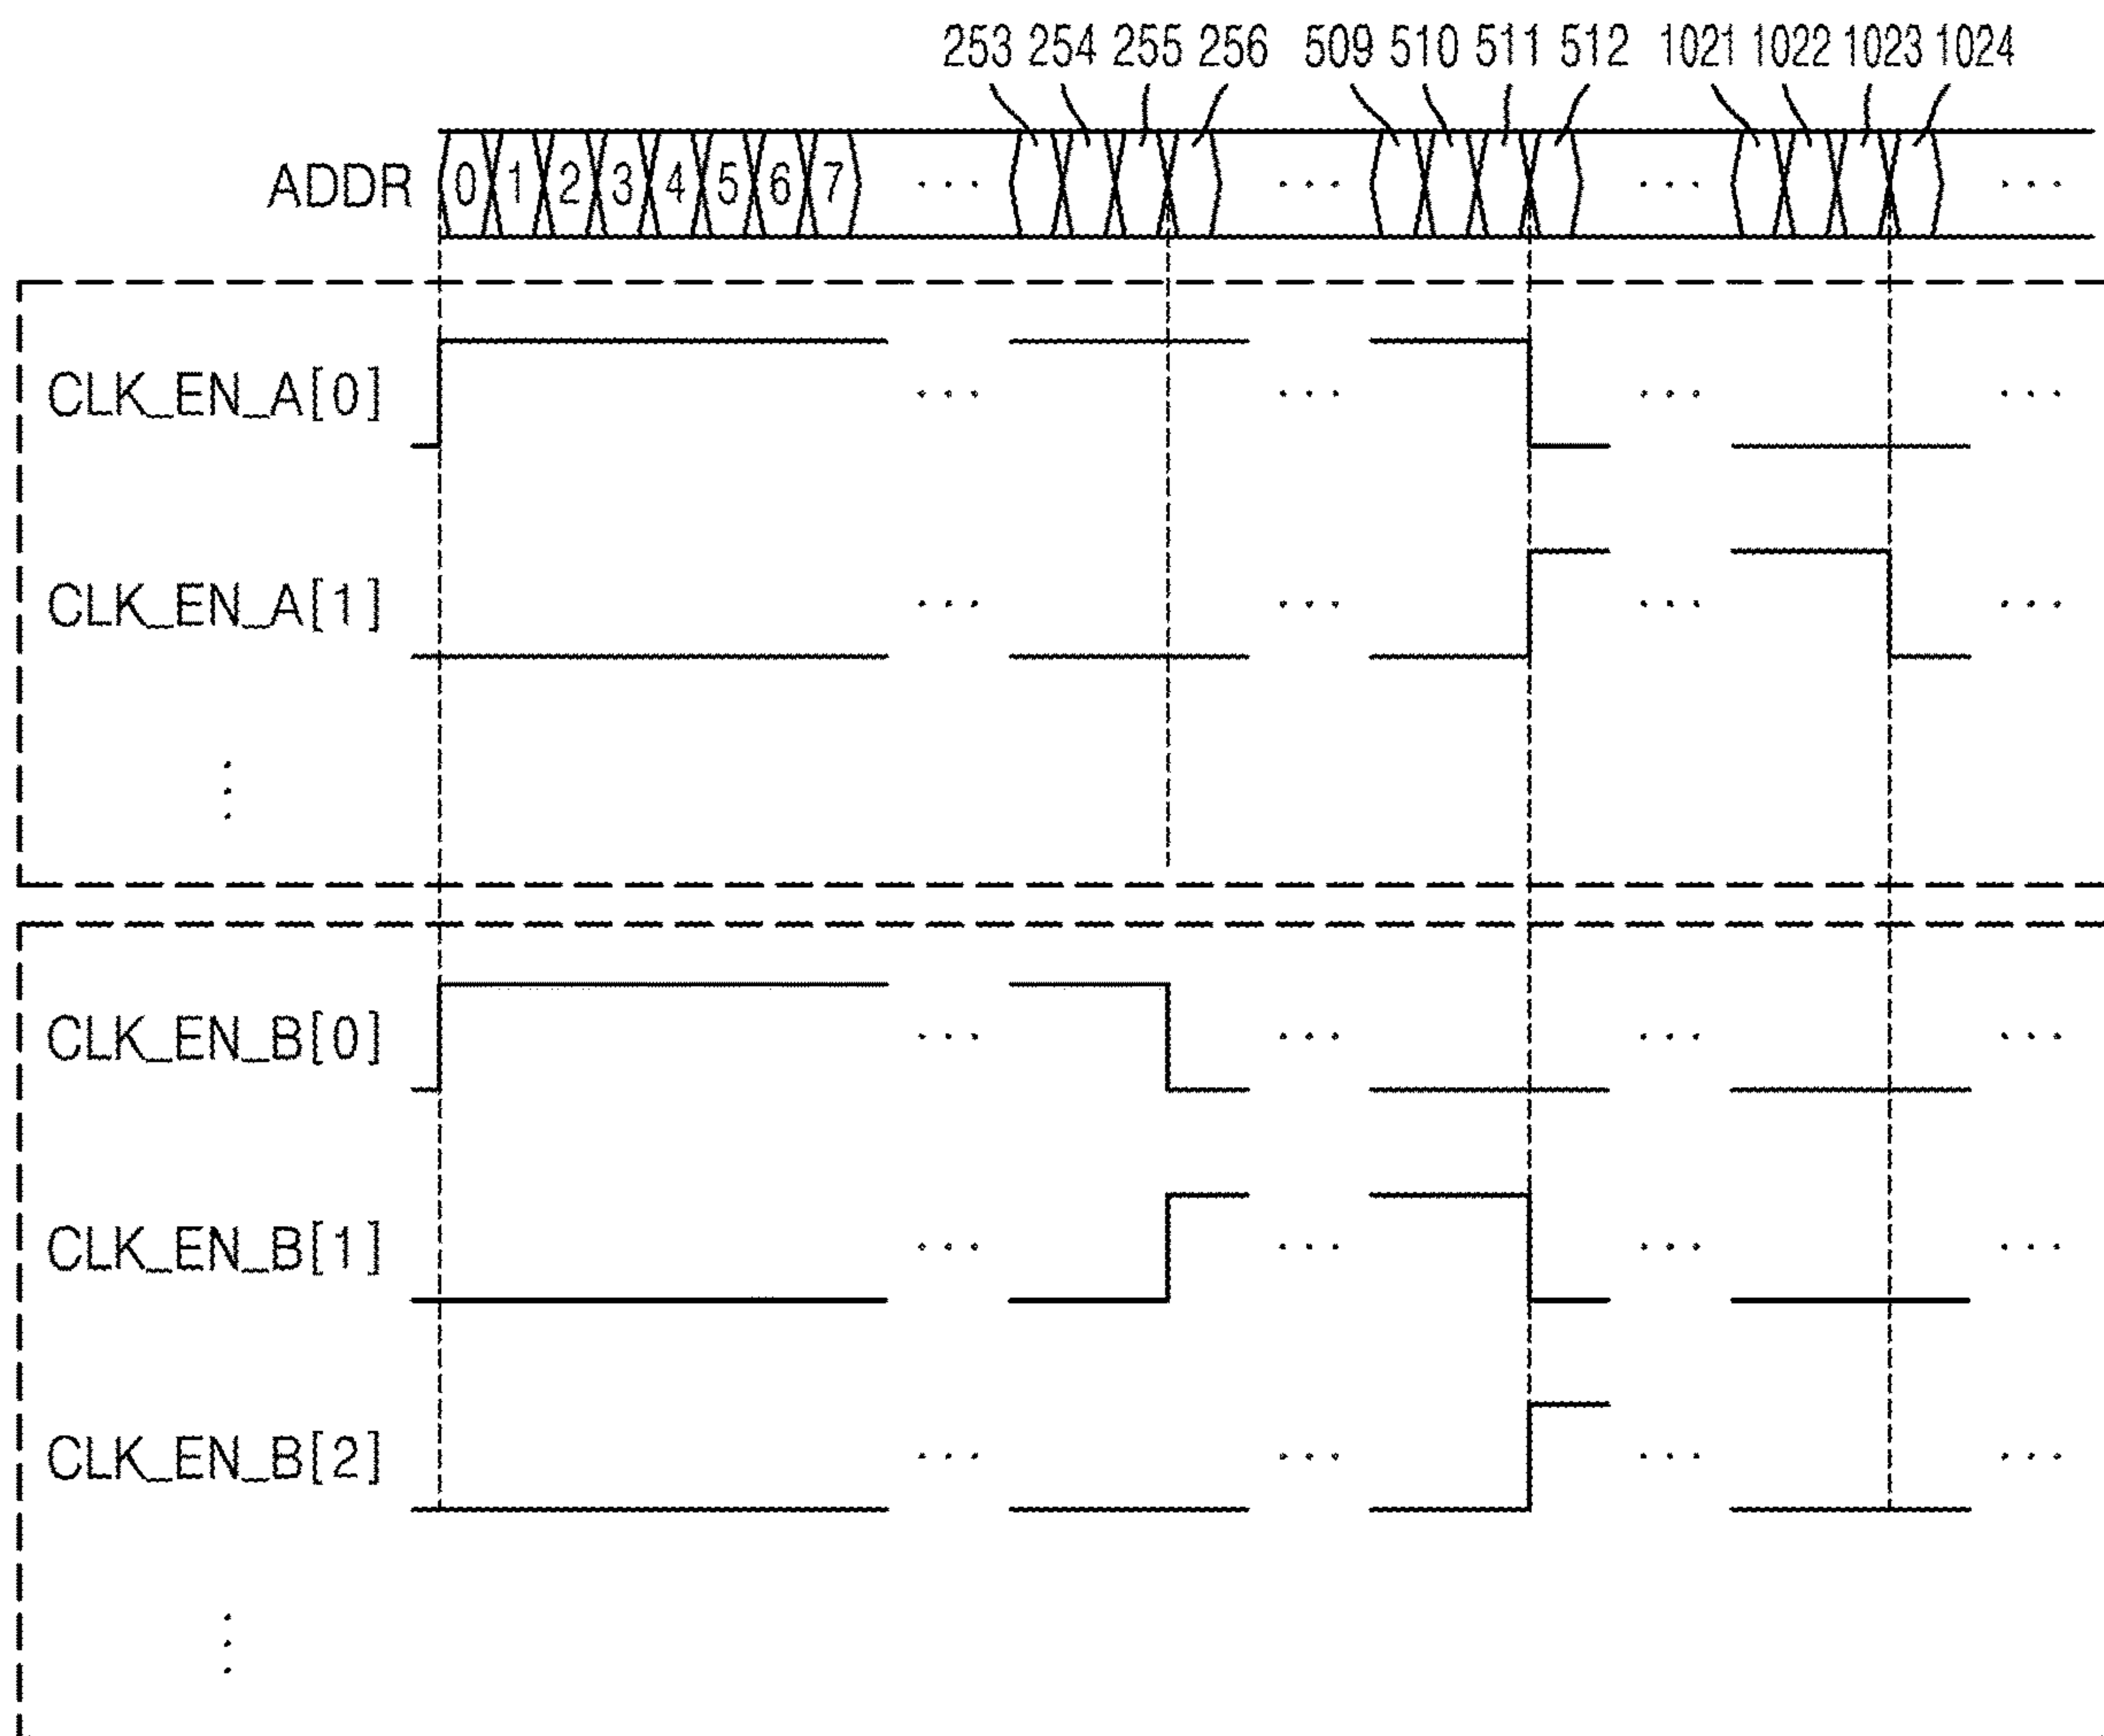 253 254 255 256 509 510 511 512 1021 1022 1023 1024
ADDR 0 1 2 3 4 5 6 7 ... ... ... ...
CLK_EN_A[0] ... ... ... ...
CLK_EN_A[1] ... ... ... ...
⋮
CLK_EN_B[0] ... ... ... ...
CLK_EN_B[1] ... ... ... ...
CLK_EN_B[2] ... ... ... ...
⋮